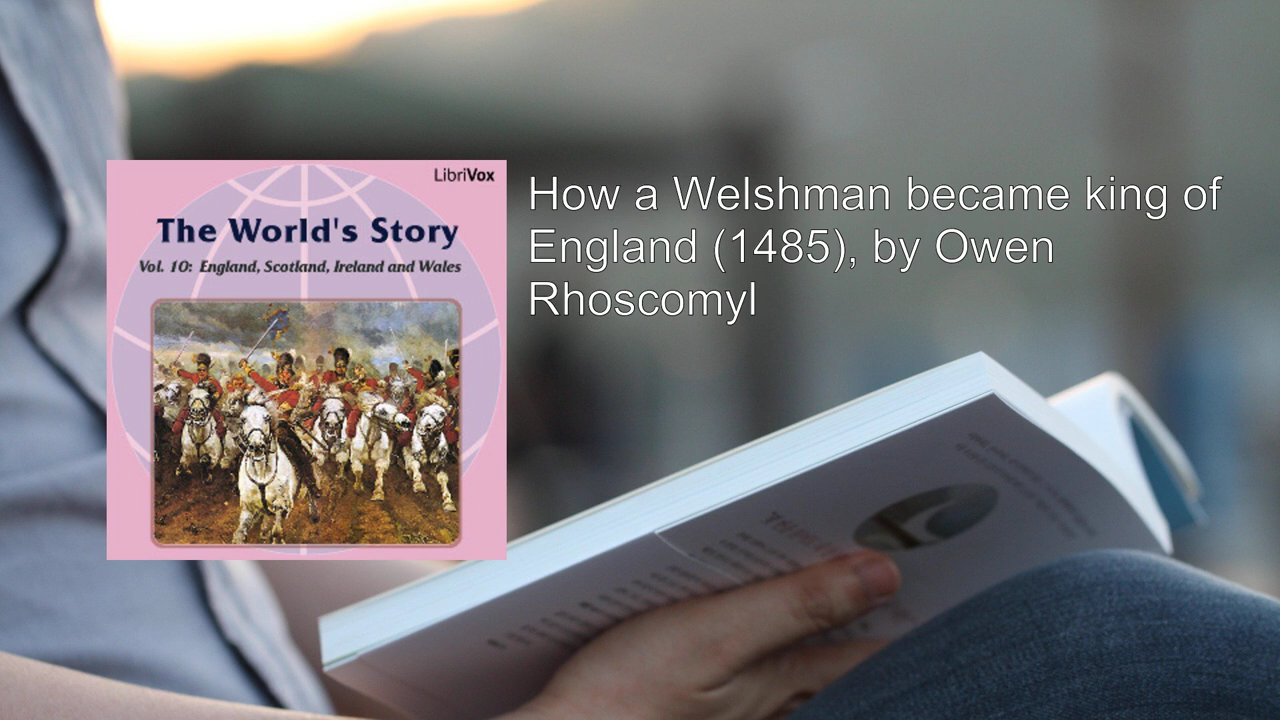 LibriVox
The World's Story
Vol. 10: England, Scotland, Ireland and Wales
How a Welshman became king of
England (1485), by Owen
Rhoscomyl